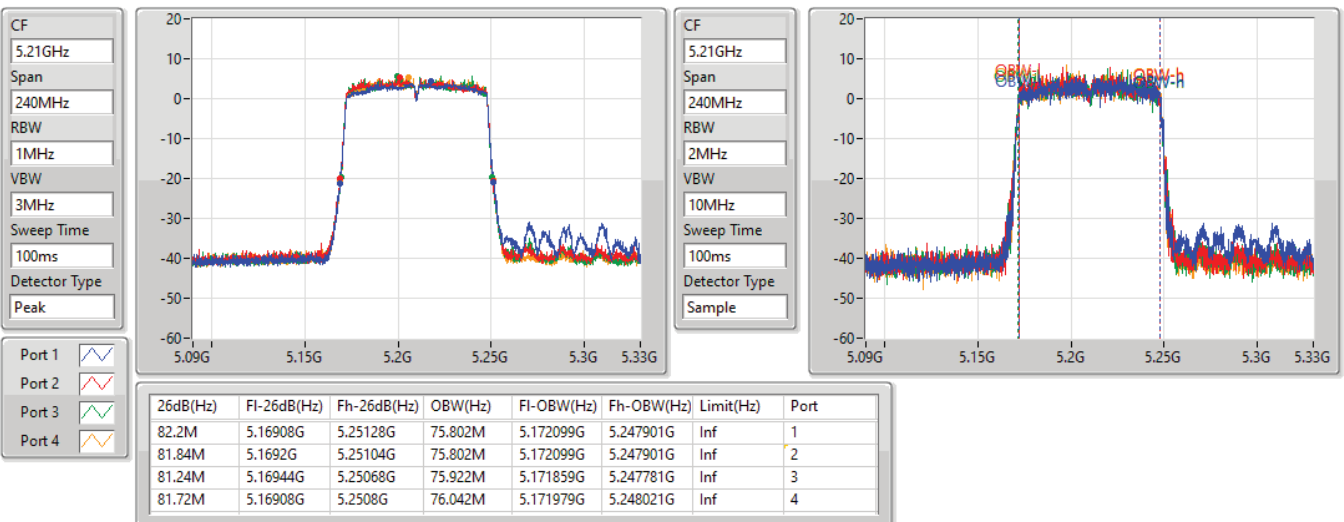 CF
5.21GHz
Span
240MHz
RBW
1MHz
VBW
3MHz
Sweep Time
100ms
Detector Type
Peak
20
10
0
-10
-20
-30
-40
-50
-60
5.09G 5.15G 5.2G 5.25G 5.3G 5.33G
CF
5.21GHz
Span
240MHz
RBW
2MHz
VBW
10MHz
Sweep Time
100ms
Detector Type
Sample
20
10
0
-10
-20
-30
-40
-50
-60
OBW-h
5.09G 5.15G 5.2G 5.25G 5.3G 5.33G
Port 1
Port 2
Port 3
Port 4
26dB(Hz) Fl-26dB(Hz) Fh-26dB(Hz) OBW(Hz) Fl-OBW(Hz) Fh-OBW(Hz) Limit(Hz) Port
82.2M 5.16908G 5.25128G 75.802M 5.172099G 5.247901G Inf 1
81.84M 5.1692G 5.25104G 75.802M 5.172099G 5.247901G Inf 2
81.24M 5.16944G 5.25068G 75.922M 5.171859G 5.247781G Inf 3
81.72M 5.16908G 5.2508G 76.042M 5.171979G 5.248021G Inf 4